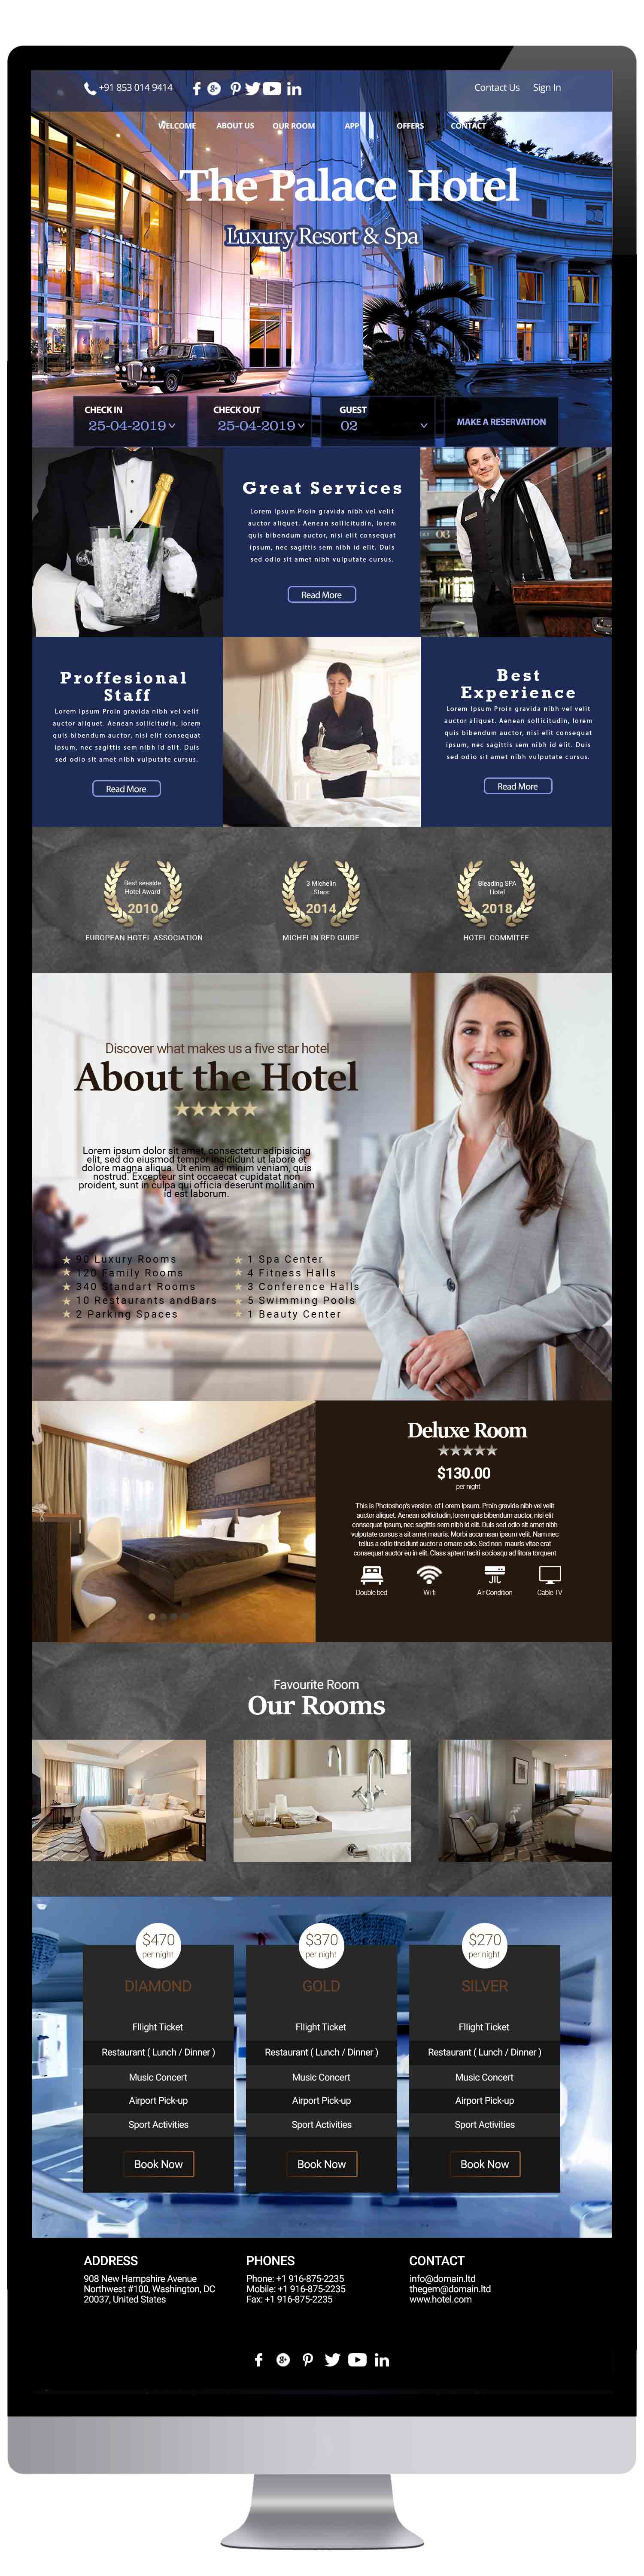 +91 853 014 9414
Contact Us Sign In
WELCOME ABOUT US OUR ROOM APP OFFERS CONTACT
The Palace Hotel
Luxury Resort & Spa
CHECK IN CHECK OUT GUEST
25-04-2019 25-04-2019 02 MAKE A RESERVATION
Great Services
Lorem Ipsum Proin gravida nibh vel velit
auctor aliquet. Aenean sollicitudin, lorem
quis bibendum auctor, nisi elit consequat
ipsum, nec sagittis sem nibh id elit. Duis
sed odio sit amet nibh vulputate cursus.
Read More
Proffesional
Staff
Lorem Ipsum Proin gravida nibh vel velit
auctor aliquet. Aenean sollicitudin, lorem
quis bibendum auctor, nisi elit consequat
ipsum, nec sagittis sem nibh id elit. Duis
sed odio sit amet nibh vulputate cursus.
Read More
Best
Experience
Lorem Ipsum Proin gravida nibh vel velit
auctor aliquet. Aenean sollicitudin, lorem
quis bibendum auctor, nisi elit consequat
ipsum, nec sagittis sem nibh id elit. Duis
sed odio sit amet nibh vulputate cursus.
Read More
Best seaside
Hotel Award
2010
EUROPEAN HOTEL ASSOCIATION
3 Michelin
Stars
2014
MICHELIN RED GUIDE
Bleading SPA
Hotel
2018
HOTEL COMMITEE
Discover what makes us a five star hotel
About the Hotel
Lorem ipsum dolor sit amet, consectetur adipisicing
elit, sed do eiusmod tempor incididunt ut labore et
dolore magna aliqua. Ut enim ad minim veniam, quis
nostrud. Excepteur sint occaecat cupidatat non
proident, sunt in culpa qui officia deserunt mollit anim
id est laborum.
90 Luxury Rooms
120 Family Rooms
340 Standart Rooms
10 Restaurants andBars
2 Parking Spaces
1 Spa Center
4 Fitness Halls
3 Conference Halls
5 Swimming Pools
1 Beauty Center
Deluxe Room
$130.00
per night
This is Photoshop's version of Lorem Ipsum. Proin gravida nibh vel velit
auctor aliquet. Aenean sollicitudin, lorem quis bibendum auctor, nisi elit
consequat ipsum, nec sagittis sem nibh id elit. Duis sed odio sit amet nibh
vulputate cursus a sit amet mauris. Morbi accumsan ipsum velit. Nam nec
tellus a odio tincidunt auctor a ornare odio. Sed non mauris vitae erat
consequat auctor eu in elit. Class aptent taciti sociosqu ad litora torquent
Double bed Wi-fi Air Condition Cable TV
Favourite Room
Our Rooms
$470
per night
DIAMOND
Fllight Ticket
Restaurant ( Lunch / Dinner )
Music Concert
Airport Pick-up
Sport Activities
Book Now
$370
per night
GOLD
Fllight Ticket
Restaurant ( Lunch / Dinner )
Music Concert
Airport Pick-up
Sport Activities
Book Now
$270
per night
SILVER
Fllight Ticket
Restaurant ( Lunch / Dinner )
Music Concert
Airport Pick-up
Sport Activities
Book Now
ADDRESS
908 New Hampshire Avenue
Northwest #100, Washington, DC
20037, United States
PHONES
Phone: +1 916-875-2235
Mobile: +1 916-875-2235
Fax: +1 916-875-2235
CONTACT
info@domain.ltd
thegem@domain.ltd
www.hotel.com